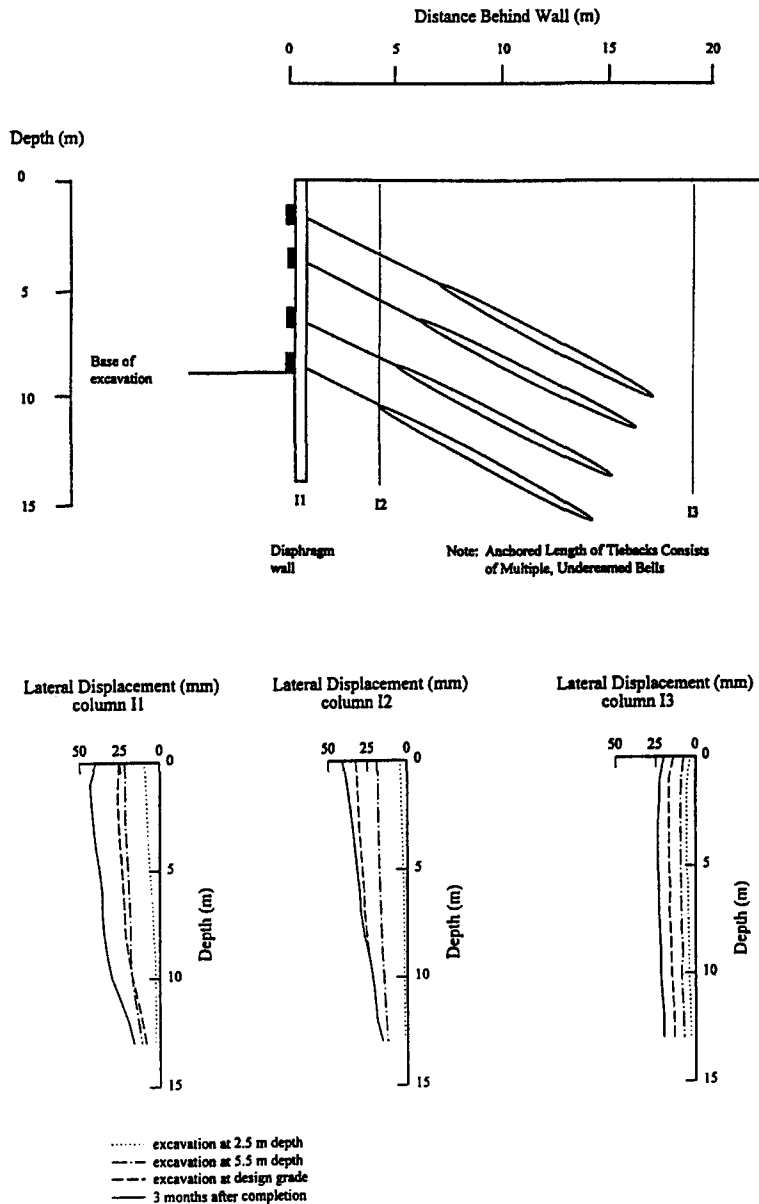 Distance Behind Wall (m)
0 5 10 15 20
Depth (m)
0
5
Base of
excavation
10
15
I1 I2 I3
Diaphragm
wall
Note: Anchored Length of Tiebacks Consists
of Multiple, Undereamed Bells
Lateral Displacement (mm)
column I1
50 25 0
0
5
10
15
Depth (m)
Lateral Displacement (mm)
column I2
50 25 0
0
5
10
15
Depth (m)
Lateral Displacement (mm)
column I3
50 25 0
0
5
10
15
Depth (m)
excavation at 2.5 m depth
excavation at 5.5 m depth
excavation at design grade
3 months after completion